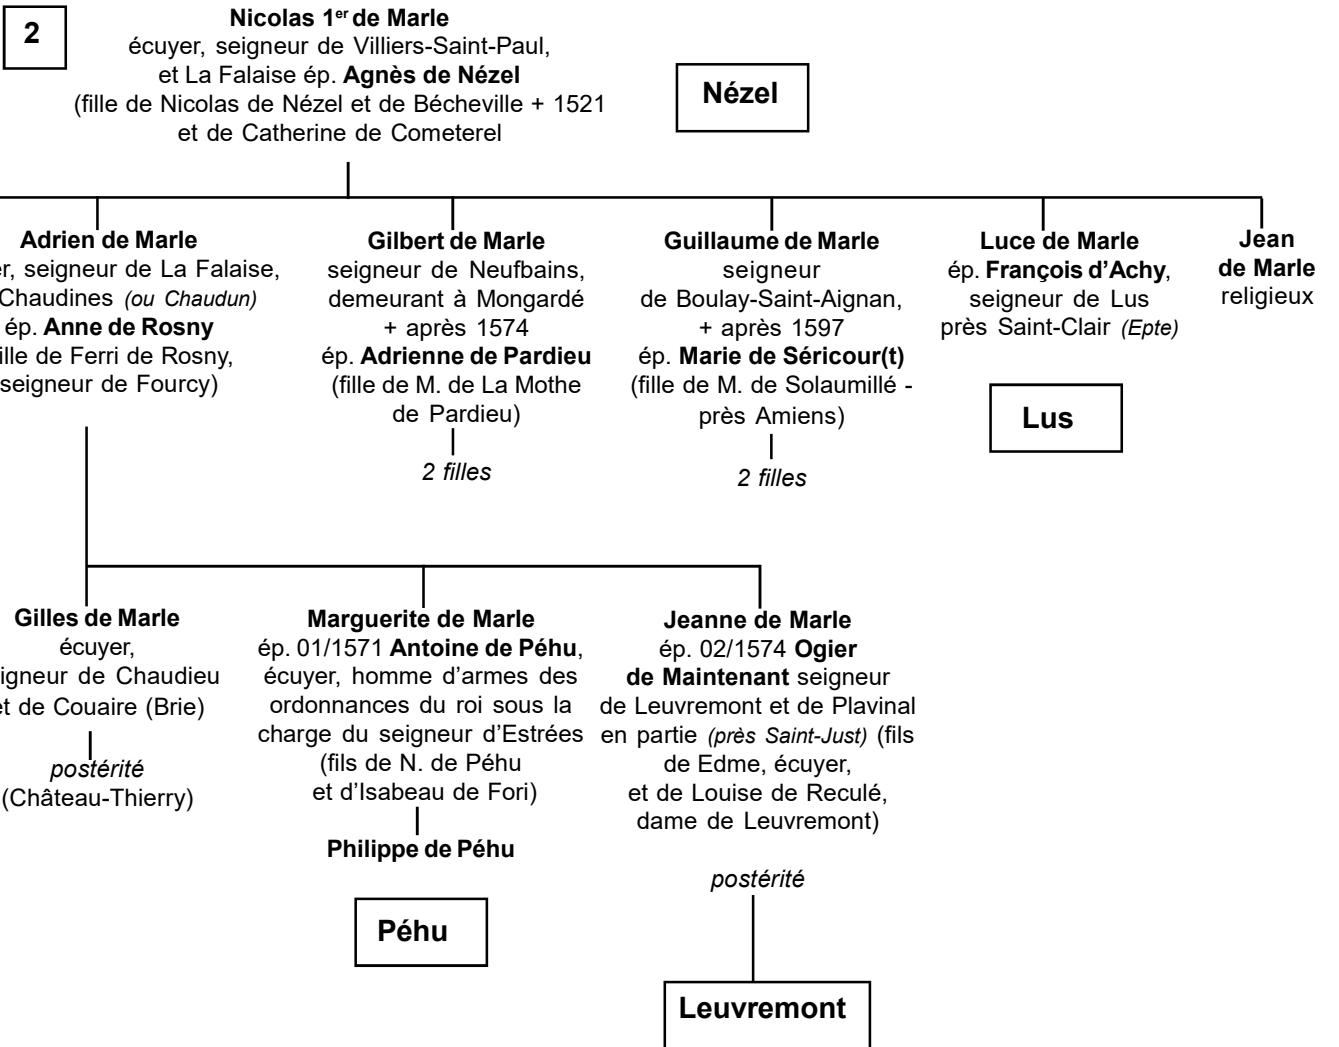 2
Nicolas 1er de Marle
écuyer, seigneur de Villiers-Saint-Paul,
et La Falaise ép. Agnès de Nézel
(fille de Nicolas de Nézel et de Bécheville + 1521
et de Catherine de Cometerel
Nézel
Adrien de Marle
seigneur de La Falaise,
Chaudines (ou Chaudun)
ép. Anne de Rosny
de Ferri de Rosny,
seigneur de Fourcy)
Gilbert de Marle
seigneur de Neufbains,
demeurant à Mongardé
+ après 1574
ép. Adrienne de Pardieu
(fille de M. de La Mothe
de Pardieu)
2 filles
Guillaume de Marle
seigneur
de Boulay-Saint-Aignan,
+ après 1597
ép. Marie de Séricour(t)
(fille de M. de Solaumillé -
près Amiens)
2 filles
Luce de Marle
ép. François d'Achy,
seigneur de Lus
près Saint-Clair (Epte)
Lus
Jean
de Marle
religieux
Gilles de Marle
écuyer,
de Chaudieu
et de Couaire (Brie)
postérité
(Château-Thierry)
Marguerite de Marle
ép. 01/1571 Antoine de Péhu,
écuyer, homme d'armes des
ordonnances du roi sous la
charge du seigneur d'Estrées
(fils de N. de Péhu
et d'Isabeau de Fori)
Philippe de Péhu
Péhu
Jeanne de Marle
ép. 02/1574 Ogier
de Maintenant seigneur
de Leuvremont et de Plavinal
en partie (près Saint-Just) (fils
de Edme, écuyer,
et de Louise de Reculé,
dame de Leuvremont)
postérité
Leuvremont